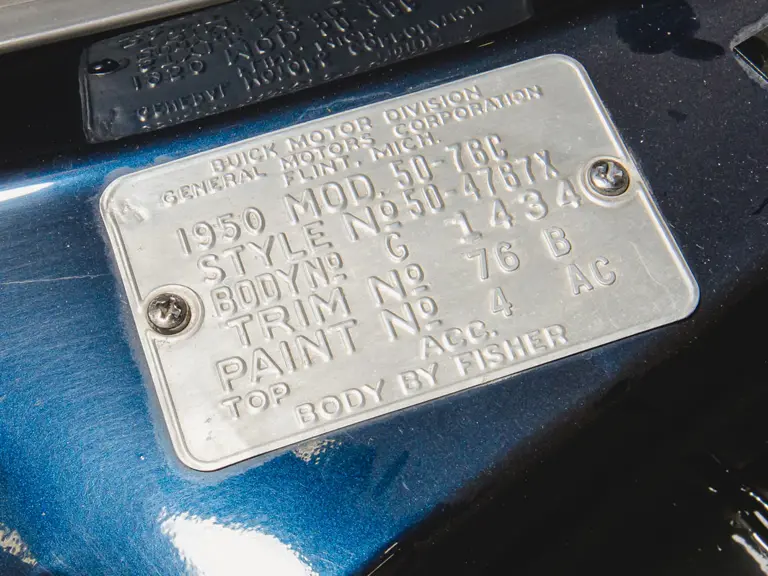 BUICK MOTOR DIVISION
GENERAL MOTORS CORPORATION
FLINT, MICH.
1950 MOD. 50-76C
STYLE No 50-4767X
BODY No. G 1434
TRIM No 76 B
PAINT No. 4 AC
TOP ACC.
BODY BY FISHER